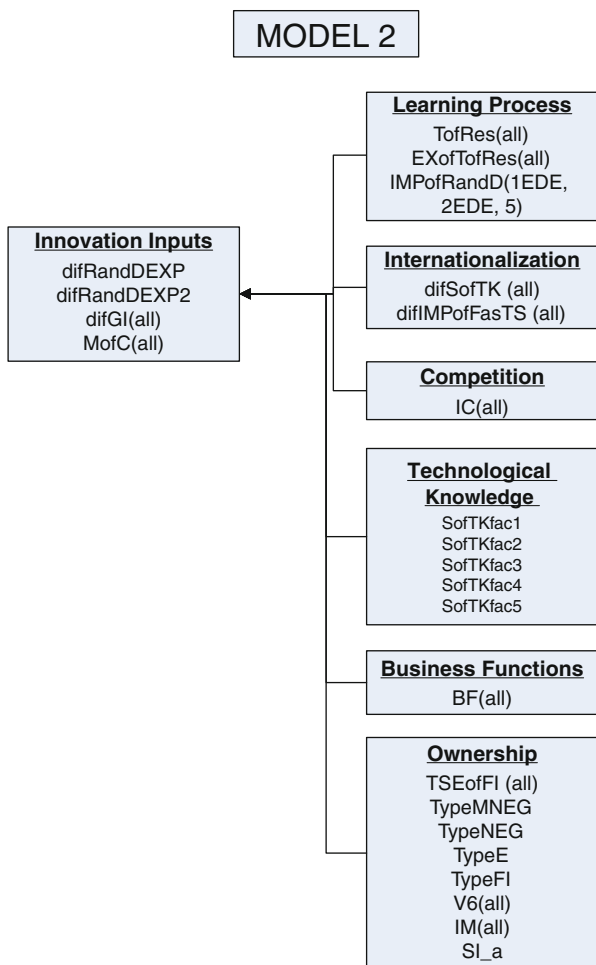 MODEL 2
Innovation Inputs
difRandDEXP
difRandDEXP2
difGI(all)
MofC(all)
Learning Process
TofRes(all)
EXofTofRes(all)
IMPofRandD(1EDE,
2EDE, 5)
Internationalization
difSofTK (all)
difIMPofFasTS (all)
Competition
IC(all)
Technological
Knowledge
SofTKfac1
SofTKfac2
SofTKfac3
SofTKfac4
SofTKfac5
Business Functions
BF(all)
Ownership
TSEofFI (all)
TypeMNEG
TypeNEG
TypeE
TypeFI
V6(all)
IM(all)
SI_a